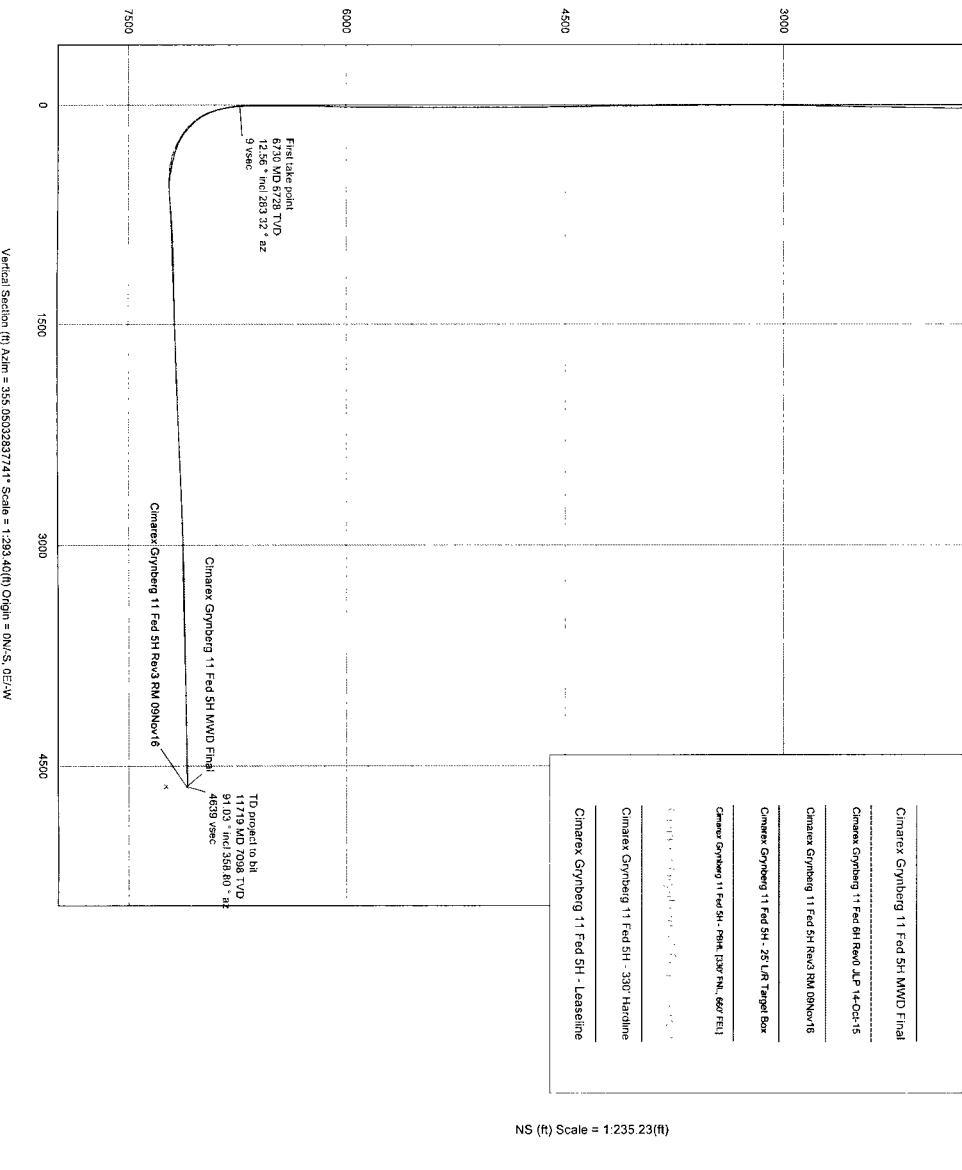 7500
6000
4500
3000
0
1500
3000
4500
First take point
6730 MD 6728 TVD
12.56 ° incl 283.32 ° az
9 vsec
Cimarex Grynberg 11 Fed 5H MWD Final
Cimarex Grynberg 11 Fed 5H Rev3 RM 09Nov16
TD project to bit
11719 MD 7098 TVD
91.03 ° incl 358.80 ° az
4639 vsec
Vertical Section (ft) Azim = 355.05032837741° Scale = 1:293.40(ft) Origin = 0N/-S, 0E/-W
Cimarex Grynberg 11 Fed 5H MWD Final
Cimarex Grynberg 11 Fed 6H Rev0 JLP 14-Oct-15
Cimarex Grynberg 11 Fed 5H Rev3 RM 09Nov16
Cimarex Grynberg 11 Fed 5H - 25' L/R Target Box
Cimarex Grynberg 11 Fed 5H - PBHL [330' FNL, 660' FEL]
Cimarex Grynberg 11 Fed 5H - 330' Hardline
Cimarex Grynberg 11 Fed 5H - Leaseline
NS (ft) Scale = 1:235.23(ft)